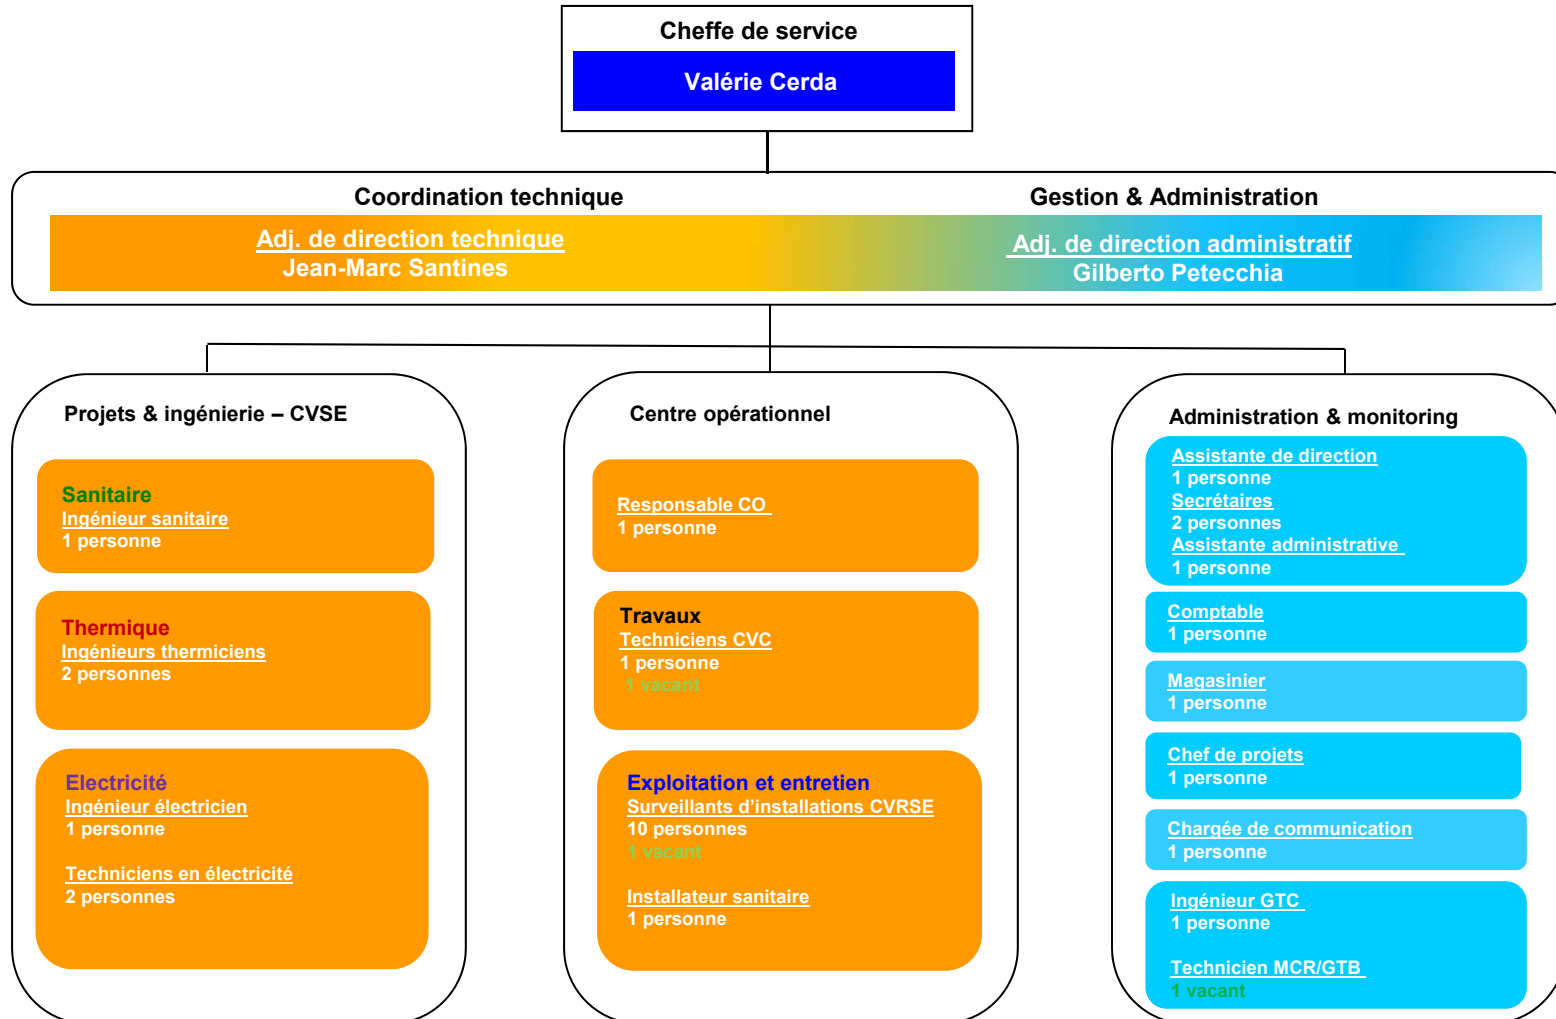 Cheffe de service
Valérie Cerda
Coordination technique
Gestion & Administration
Adj. de direction technique
Jean-Marc Santines
Adj. de direction administratif
Gilberto Petecchia
Projets & ingénierie – CVSE
Sanitaire
Ingénieur sanitaire
1 personne
Thermique
Ingénieurs thermiciens
2 personnes
Electricité
Ingénieur électricien
1 personne
Techniciens en électricité
2 personnes
Centre opérationnel
Responsable CO
1 personne
Travaux
Techniciens CVC
1 personne
1 vacant
Exploitation et entretien
Surveillants d'installations CVRSE
10 personnes
1 vacant
Installateur sanitaire
1 personne
Administration & monitoring
Assistante de direction
1 personne
Secrétaires
2 personnes
Assistante administrative
1 personne
Comptable
1 personne
Magasinier
1 personne
Chef de projets
1 personne
Chargée de communication
1 personne
Ingénieur GTC
1 personne
Technicien MCR/GTB
1 vacant